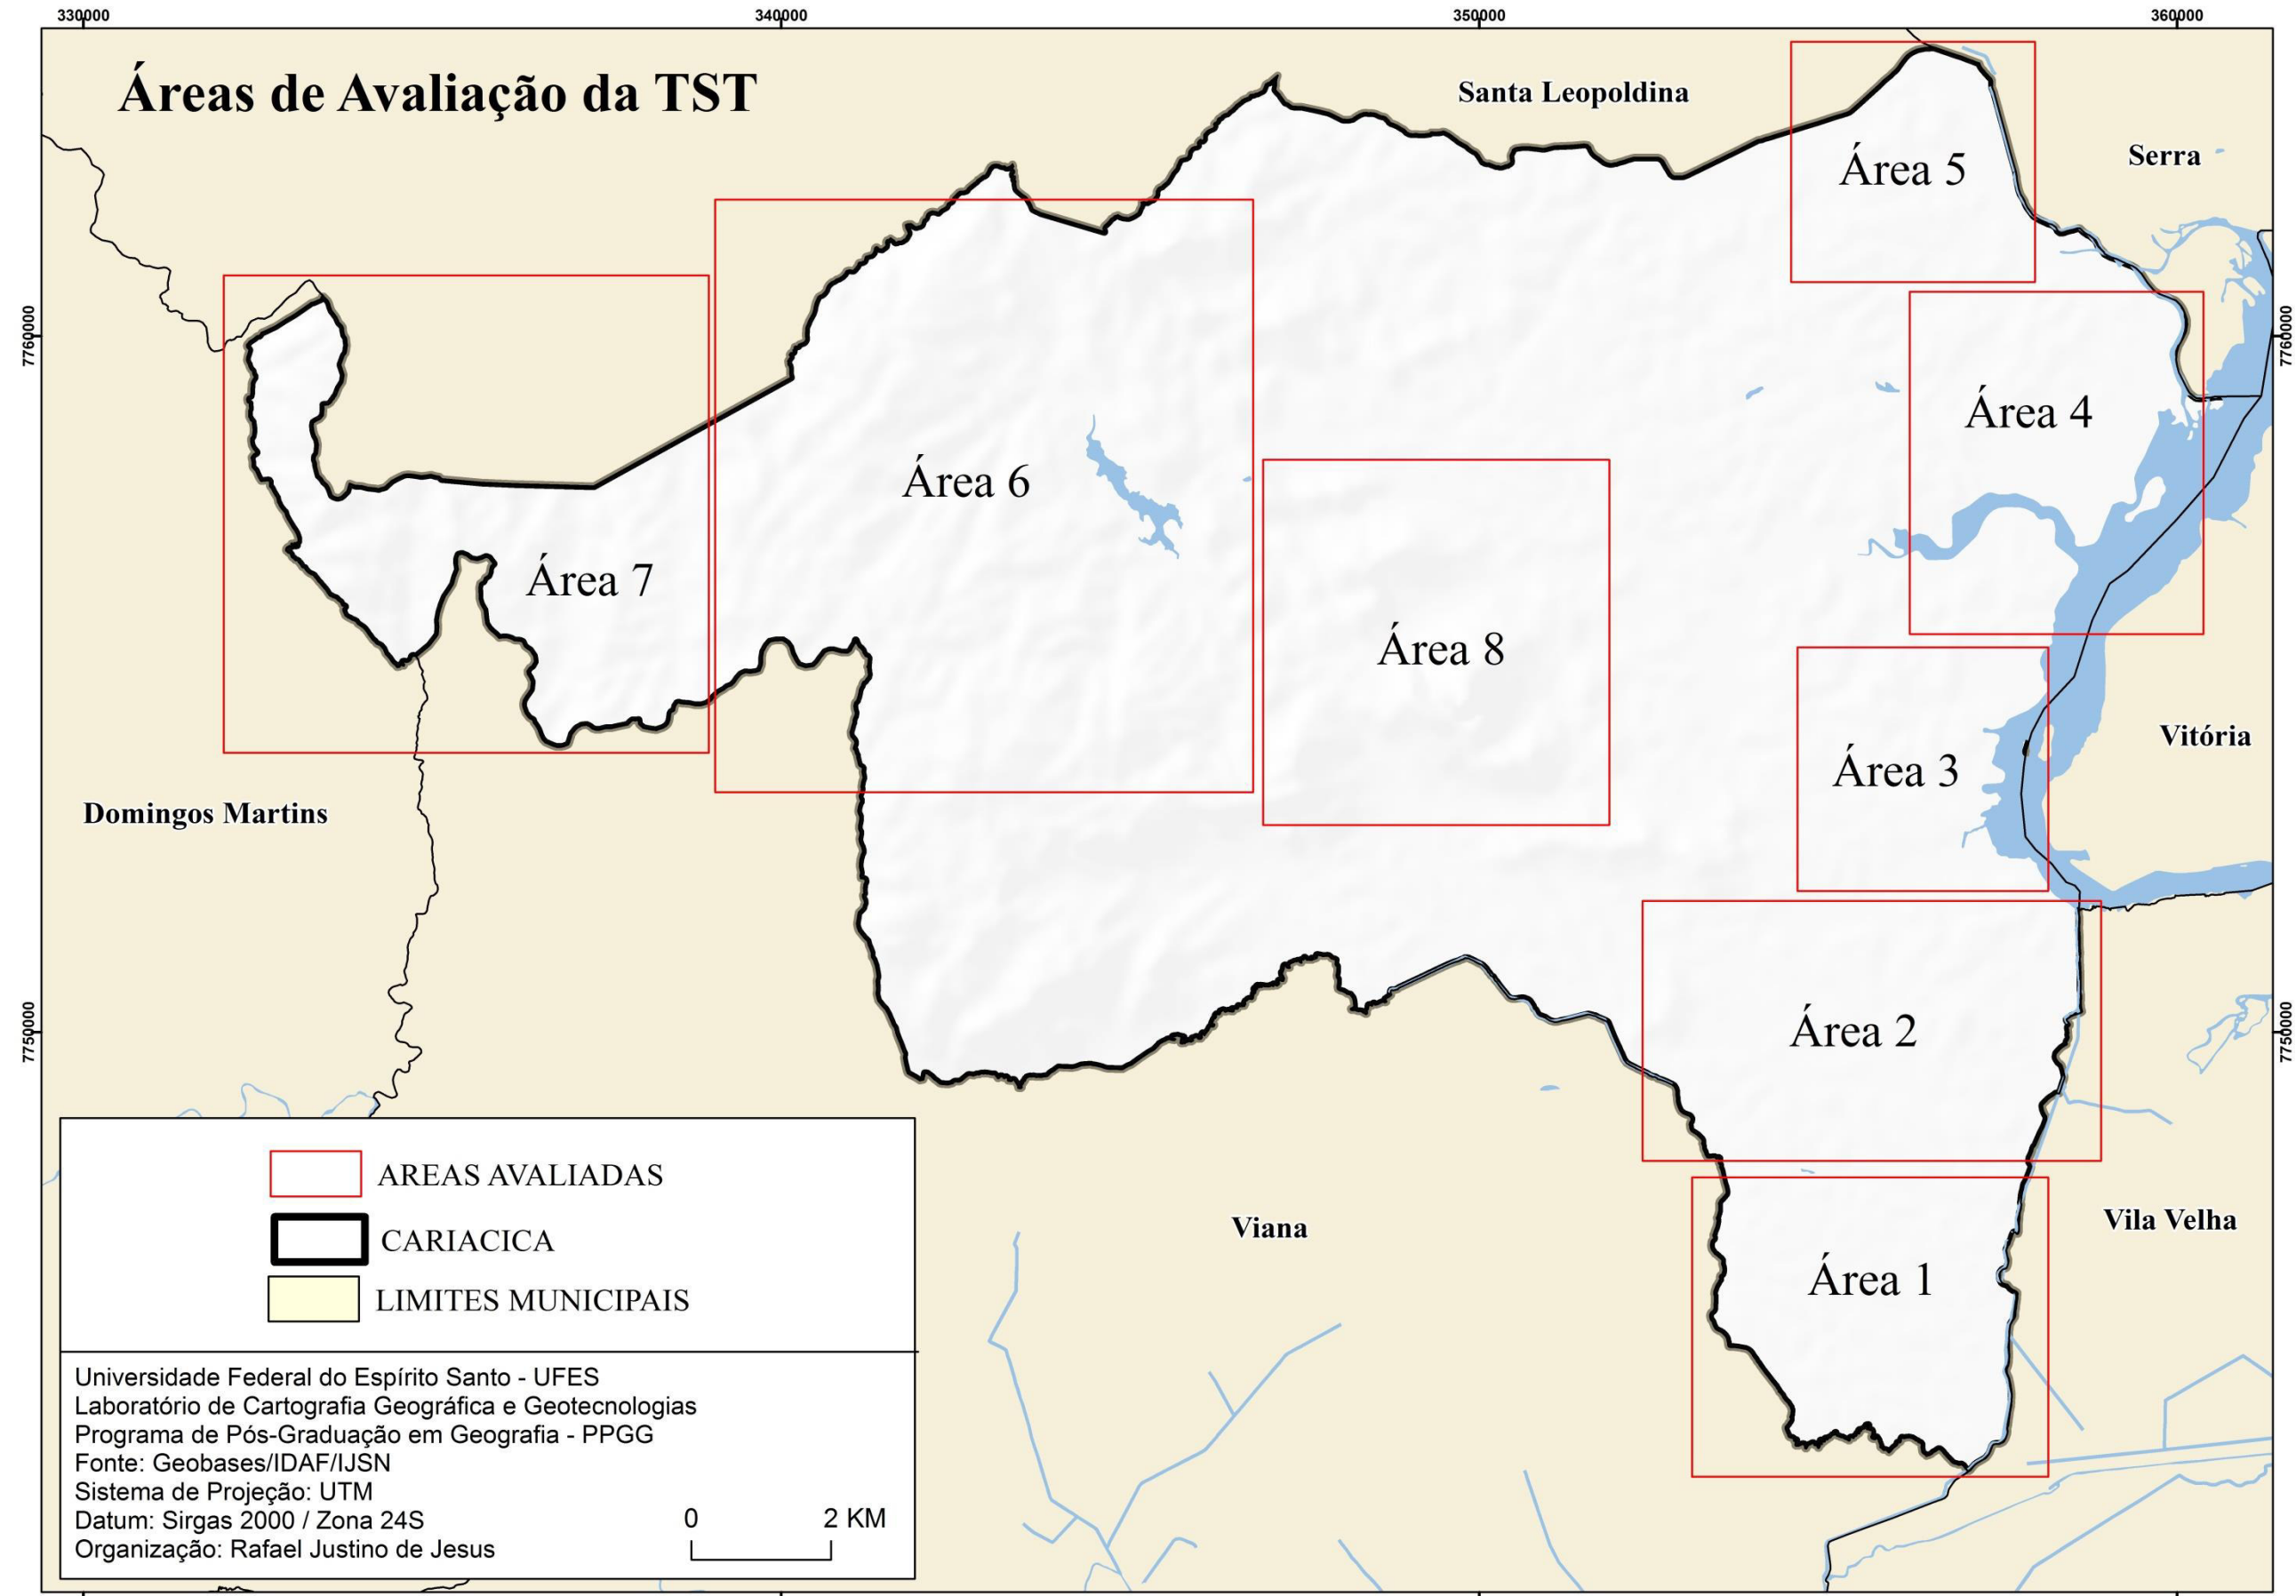 330000
340000
350000
360000
Áreas de Avaliação da TST
Santa Leopoldina
Serra
Área 5
7760000
7760000
Área 4
Área 6
Área 7
Área 8
Vitória
Área 3
Domingos Martins
7750000
7750000
Área 2
AREAS AVALIADAS
CARIACICA
LIMITES MUNICIPAIS
Viana
Vila Velha
Área 1
Universidade Federal do Espírito Santo - UFES
Laboratório de Cartografia Geográfica e Geotecnologias
Programa de Pós-Graduação em Geografia - PPGG
Fonte: Geobases/IDAF/IJSN
Sistema de Projeção: UTM
Datum: Sirgas 2000 / Zona 24S
Organização: Rafael Justino de Jesus
0 2 KM